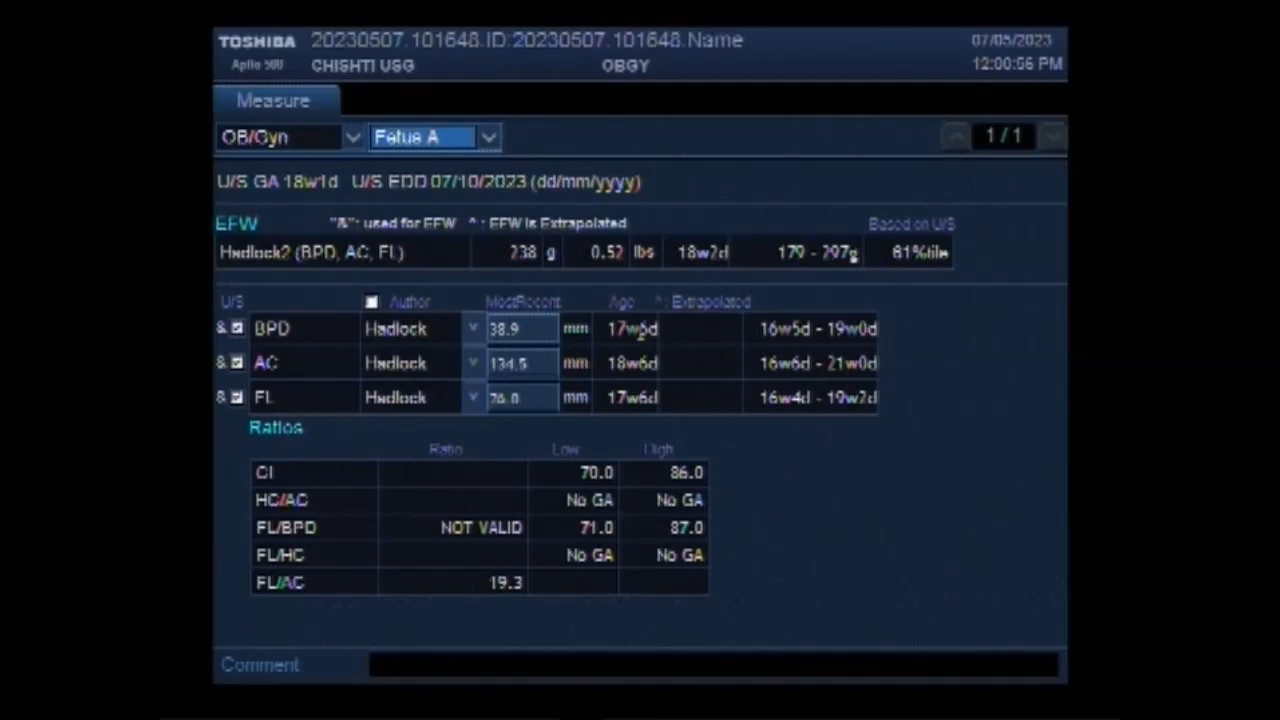 TOSHIBA 20230507.101648.ID:20230507.101648.Name 07/05/2023
Aplio 500 CHISHTI USG OBGY 12:00:56 PM
Measure
OB/Gyn Fetus A 1 / 1
U/S GA 18w1d U/S EDD 07/10/2023 (dd/mm/yyyy)
EFW "&": used for EFW ^ : EFW is Extrapolated Based on U/S
Hadlock2 (BPD, AC, FL) 238 g 0.52 lbs 18w2d 179 - 297g 61%tile
U/S Author MostRecent Age ^ : Extrapolated
& BPD Hadlock 38.9 mm 17w6d 16w5d - 19w0d
& AC Hadlock 134.5 mm 18w6d 16w6d - 21w0d
& FL Hadlock mm 17w6d 16w4d - 19w2d
Ratios
Ratio Low High
CI 70.0 86.0
HC/AC No GA No GA
FL/BPD NOT VALID 71.0 87.0
FL/HC No GA No GA
FL/AC 19.3
Comment